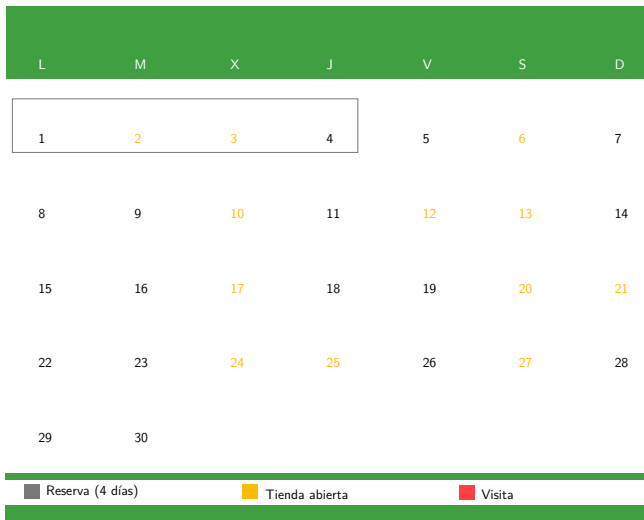 L M X J V S D
1 2 3 4 5 6 7
8 9 10 11 12 13 14
15 16 17 18 19 20 21
22 23 24 25 26 27 28
29 30
Reserva (4 días) Tienda abierta Visita